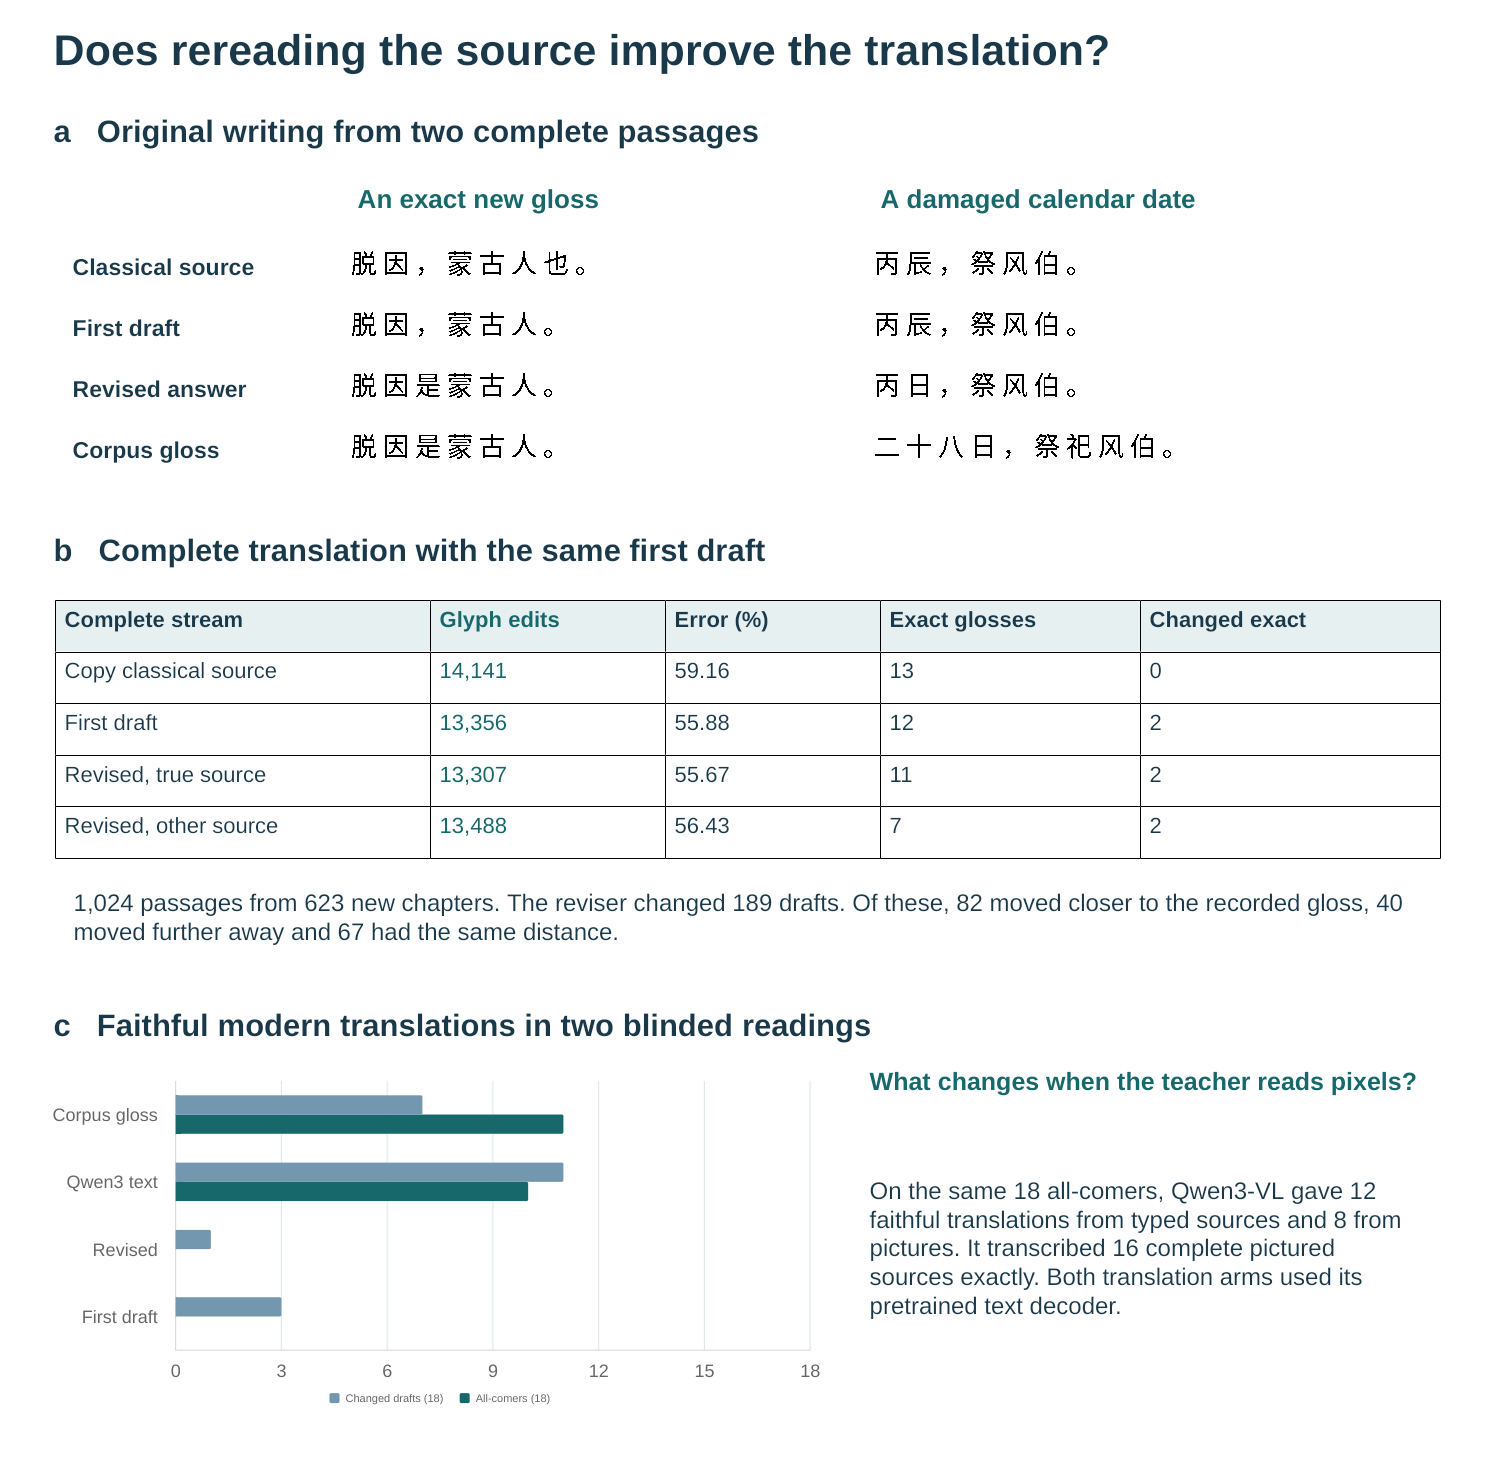 Does rereading the source improve the translation?
a Original writing from two complete passages
An exact new gloss A damaged calendar date
Classical source 脱因，蒙古人也。 丙辰，祭风伯。
First draft 脱因，蒙古人。 丙辰，祭风伯。
Revised answer 脱因是蒙古人。 丙日，祭风伯。
Corpus gloss 脱因是蒙古人。 二十八日，祭祀风伯。
b Complete translation with the same first draft
Complete stream Glyph edits Error (%) Exact glosses Changed exact
Copy classical source 14,141 59.16 13 0
First draft 13,356 55.88 12 2
Revised, true source 13,307 55.67 11 2
Revised, other source 13,488 56.43 7 2
1,024 passages from 623 new chapters. The reviser changed 189 drafts. Of these, 82 moved closer to the recorded gloss, 40
moved further away and 67 had the same distance.
c Faithful modern translations in two blinded readings
Corpus gloss
Qwen3 text
Revised
First draft
0 3 6 9 12 15 18
Changed drafts (18) All-comers (18)
What changes when the teacher reads pixels?
On the same 18 all-comers, Qwen3-VL gave 12
faithful translations from typed sources and 8 from
pictures. It transcribed 16 complete pictured
sources exactly. Both translation arms used its
pretrained text decoder.